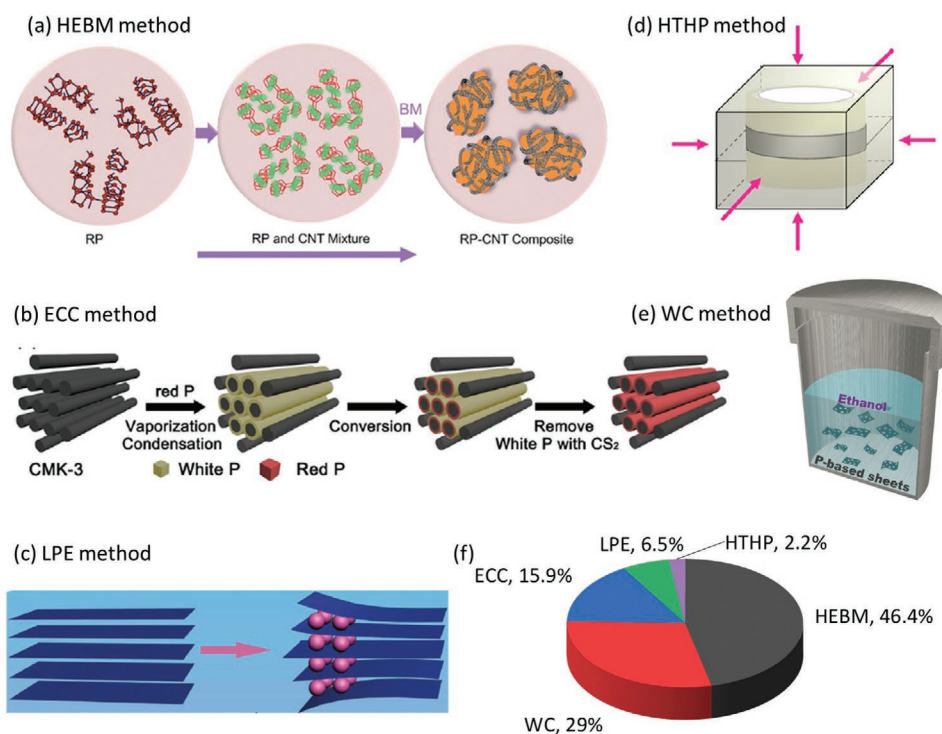 (a) HEBM method
BM
RP
RP and CNT Mixture
RP-CNT Composite
(d) HTHP method
(b) ECC method
CMK-3
red P
Vaporization
Condensation
Conversion
Remove
White P with CS₂
White P
Red P
(e) WC method
Ethanol
P-based sheets
(c) LPE method
(f)
LPE, 6.5%
HTHP, 2.2%
ECC, 15.9%
HEBM, 46.4%
WC, 29%